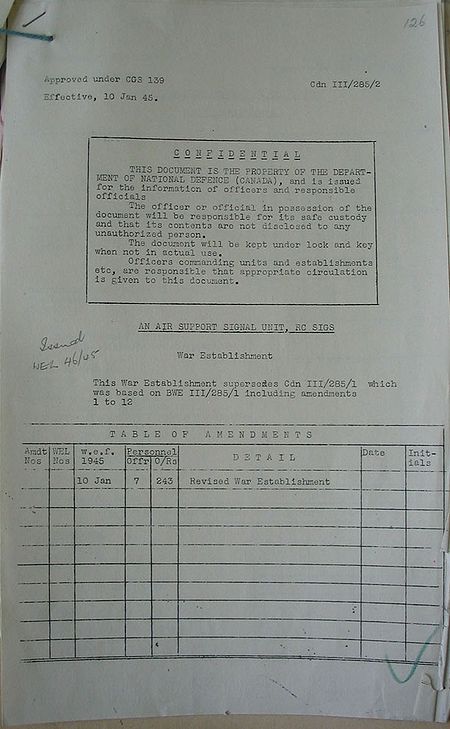 126
Approved under CGS 139
Cdn III/285/2
Effective, 10 Jan 45.
CONFIDENTIAL
THIS DOCUMENT IS THE PROPERTY OF THE DEPART-
MENT OF NATIONAL DEFENCE (CANADA), and is issued
for the information of officers and responsible
officials
The officer or official in possession of the
document will be responsible for its safe custody
and that its contents are not disclosed to any
unauthorized person.
The document will be kept under lock and key
when not in actual use.
Officers commanding units and establishments
etc, are responsible that appropriate circulation
is given to this document.
AN AIR SUPPORT SIGNAL UNIT, RC SIGS
Issued
WEL 46/45
War Establishment
This War Establishment supersedes Cdn III/285/1 which
was based on BWE III/285/1 including amendments
1 to 12
TABLE OF AMENDMENTS
Amdt Nos WEL Nos w.e.f. 1945 Personnel Offr O/Rs DETAIL Date Init-ials
10 Jan 7 243 Revised War Establishment